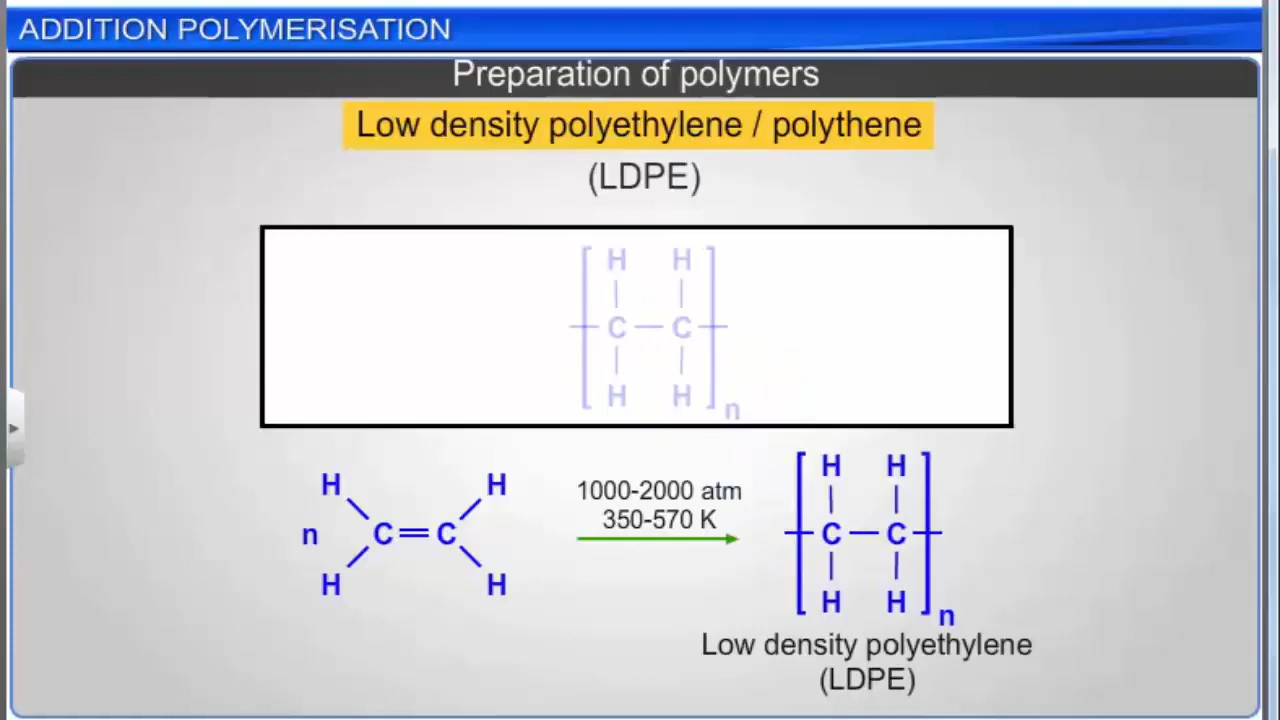 ADDITION POLYMERISATION
Preparation of polymers
Low density polyethylene / polythene
(LDPE)
H H
C C
H H
n
H H
n C=C
H H
1000-2000 atm
350-570 K
H H
C C
H H
n
Low density polyethylene
(LDPE)